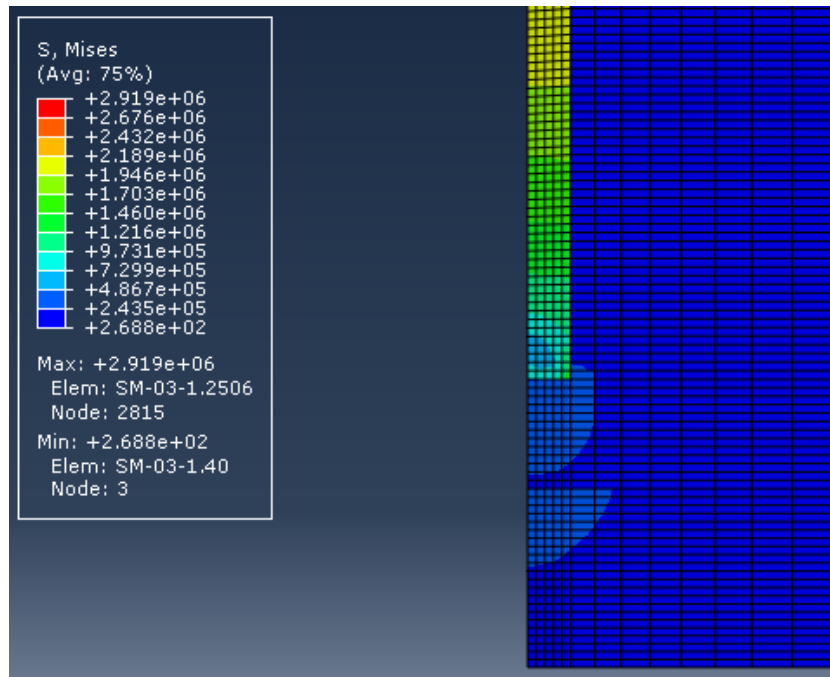 S, Mises
(Avg: 75%)
+2.919e+06
+2.676e+06
+2.432e+06
+2.189e+06
+1.946e+06
+1.703e+06
+1.460e+06
+1.216e+06
+9.731e+05
+7.299e+05
+4.867e+05
+2.435e+05
+2.688e+02
Max: +2.919e+06
Elem: SM-03-1.2506
Node: 2815
Min: +2.688e+02
Elem: SM-03-1.40
Node: 3